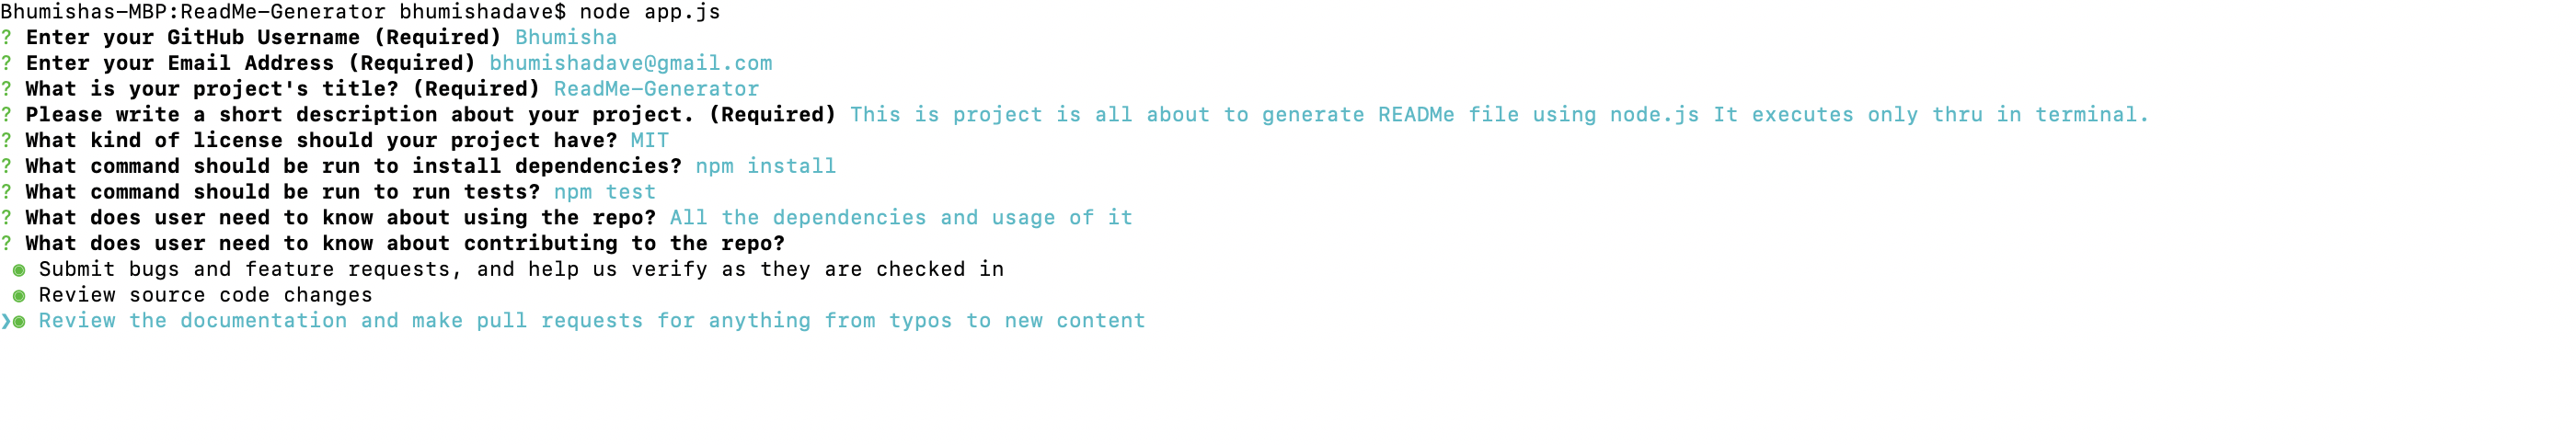 Bhumishas-MBP:ReadMe-Generator bhumishadave$ node app.js
? Enter your GitHub Username (Required) Bhumisha
? Enter your Email Address (Required) bhumishadave@gmail.com
? What is your project's title? (Required) ReadMe-Generator
? Please write a short description about your project. (Required) This is project is all about to generate READMe file using node.js It executes only thru in terminal.
? What kind of license should your project have? MIT
? What command should be run to install dependencies? npm install
? What command should be run to run tests? npm test
? What does user need to know about using the repo? All the dependencies and usage of it
? What does user need to know about contributing to the repo?
◉ Submit bugs and feature requests, and help us verify as they are checked in
◉ Review source code changes
❯◉ Review the documentation and make pull requests for anything from typos to new content